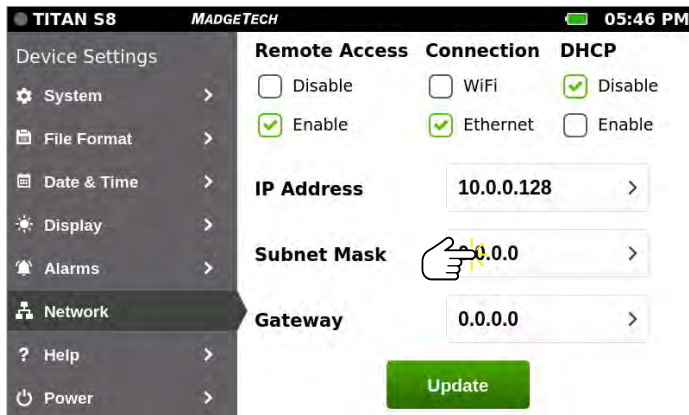 TITAN S8 MADGETECH 05:46 PM
Device Settings
System
File Format
Date & Time
Display
Alarms
Network
Help
Power
Remote Access Connection DHCP
Disable WiFi Disable
Enable Ethernet Enable
IP Address 10.0.0.128
Subnet Mask .0.0
Gateway 0.0.0.0
Update